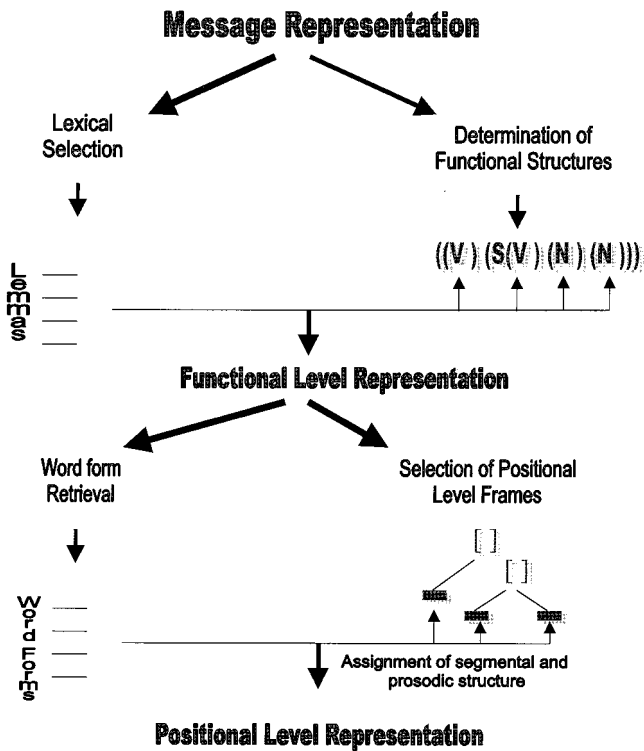 Message Representation
Lexical
Selection
Determination of
Functional Structures
((V) (S(V) (N) (N)))
Lemmas
Functional Level Representation
Word form
Retrieval
Selection of Positional
Level Frames
[ ]
[ ]
Word Forms
Assignment of segmental and
prosodic structure
Positional Level Representation